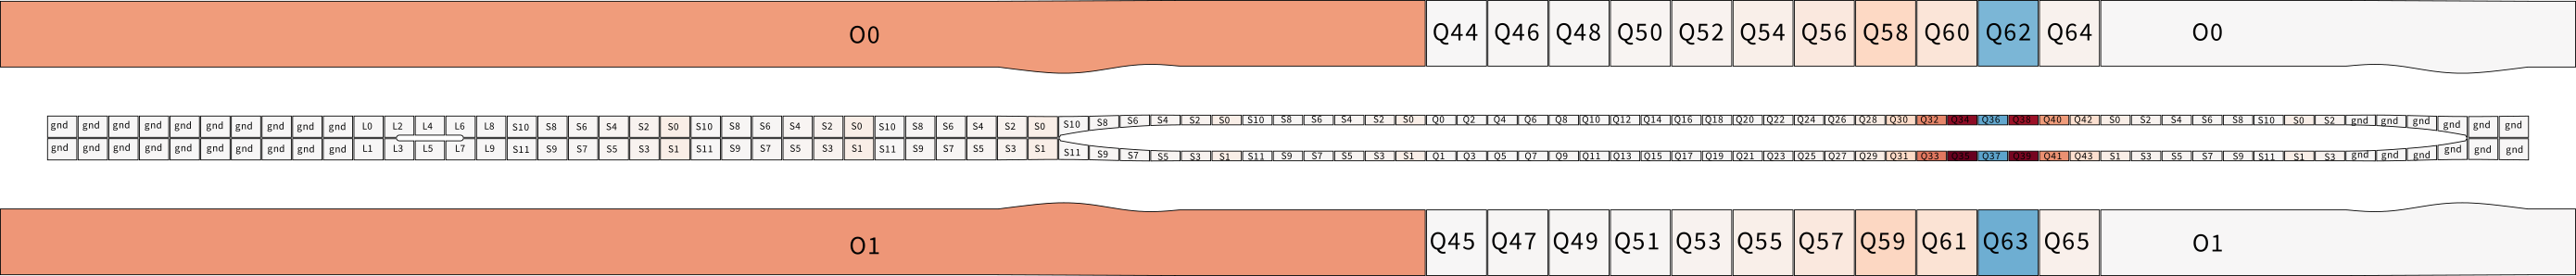 O0 Q44 Q46 Q48 Q50 Q52 Q54 Q56 Q58 Q60 Q62 Q64 O0
gnd gnd gnd gnd gnd gnd gnd gnd gnd gnd L0 L2 L4 L6 L8 S10 S8 S6 S4 S2 S0 S10 S8 S6 S4 S2 S0 S10 S8 S6 S4 S2 S0 S10 S8 S6 S4 S2 S0 S10 S8 S6 S4 S2 S0 Q0 Q2 Q4 Q6 Q8 Q10 Q12 Q14 Q16 Q18 Q20 Q22 Q24 Q26 Q28 Q30 Q32 Q34 Q36 Q38 Q40 Q42 S0 S2 S4 S6 S8 S10 S0 S2 gnd gnd gnd gnd gnd gnd
gnd gnd gnd gnd gnd gnd gnd gnd gnd gnd L1 L3 L5 L7 L9 S11 S9 S7 S5 S3 S1 S11 S9 S7 S5 S3 S1 S11 S9 S7 S5 S3 S1 S11 S9 S7 S5 S3 S1 S11 S9 S7 S5 S3 S1 Q1 Q3 Q5 Q7 Q9 Q11 Q13 Q15 Q17 Q19 Q21 Q23 Q25 Q27 Q29 Q31 Q33 Q35 Q37 Q39 Q41 Q43 S1 S3 S5 S7 S9 S11 S1 S3 gnd gnd gnd gnd gnd gnd
O1 Q45 Q47 Q49 Q51 Q53 Q55 Q57 Q59 Q61 Q63 Q65 O1